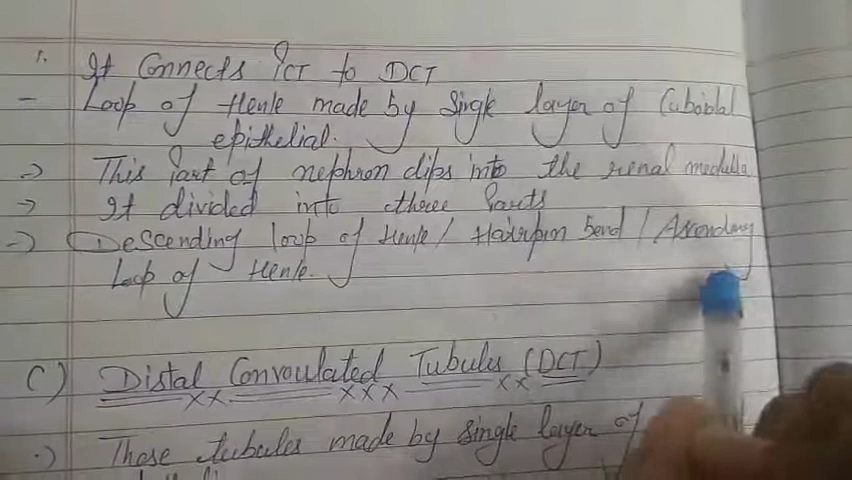 1. It Connects PCT to DCT
- Loop of Henle made by Single layer of Cuboidal
epithelial.
→ This Part of nephron dips into the renal medulla
→ It divided into three Parts
→ Descending loop of Henle / Hairpin Bend / Ascending
Loop of Henle.
C) Distal Convoulated Tubules (DCT)
These tubules made by Single layer of